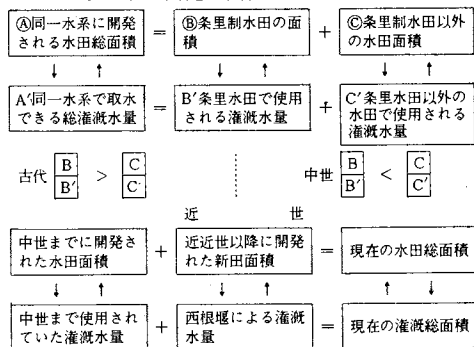 Ⓐ同一水系に開発される水田総面積 = Ⓑ条里制水田の面積 + Ⓒ条里制水田以外の水田面積
↓ ↑ ↓ ↑ ↓ ↑
A′同一水系で取水できる総灌漑水量 = B′条里水田で使用される灌漑水量 + C′条里水田以外の水田で使用される灌漑水量
古代 B B′ > C C′ 中世 B B′ < C C′
近世
中世までに開発された水田面積 + 近近世以降に開発れた新田面積 = 現在の水田総面積
↓ ↑ ↓ ↑ ↓ ↑
中世まで使用されていた灌漑水量 + 西根堰による灌漑水量 = 現在の灌漑総面積